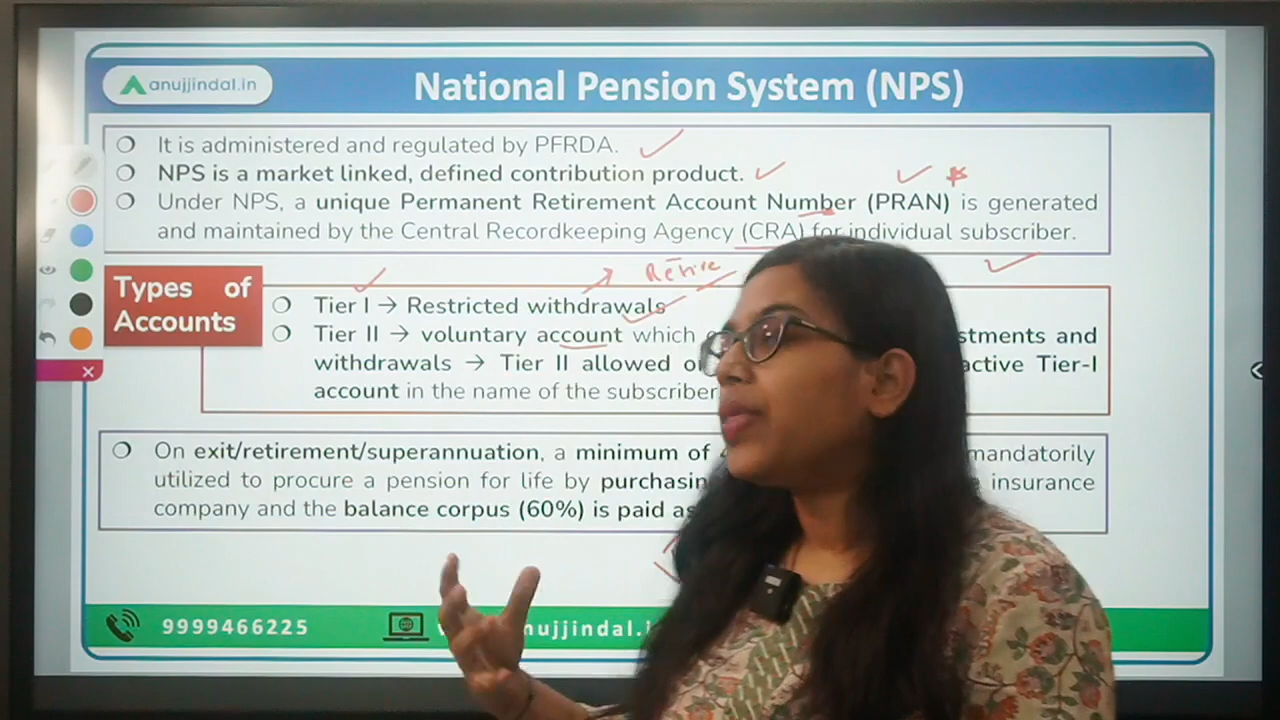 anujjindal.in
National Pension System (NPS)
It is administered and regulated by PFRDA.
NPS is a market linked, defined contribution product.
Under NPS, a unique Permanent Retirement Account Number (PRAN) is generated
and maintained by the Central Recordkeeping Agency (CRA) for individual subscriber.
Retire
Types of
Accounts
Tier I → Restricted withdrawals
Tier II → voluntary account which stments and
withdrawals → Tier II allowed active Tier-I
account in the name of the subscriber
On exit/retirement/superannuation, a minimum of mandatorily
utilized to procure a pension for life by purchasin insurance
company and the balance corpus (60%) is paid as
9999466225
nujjindal.i